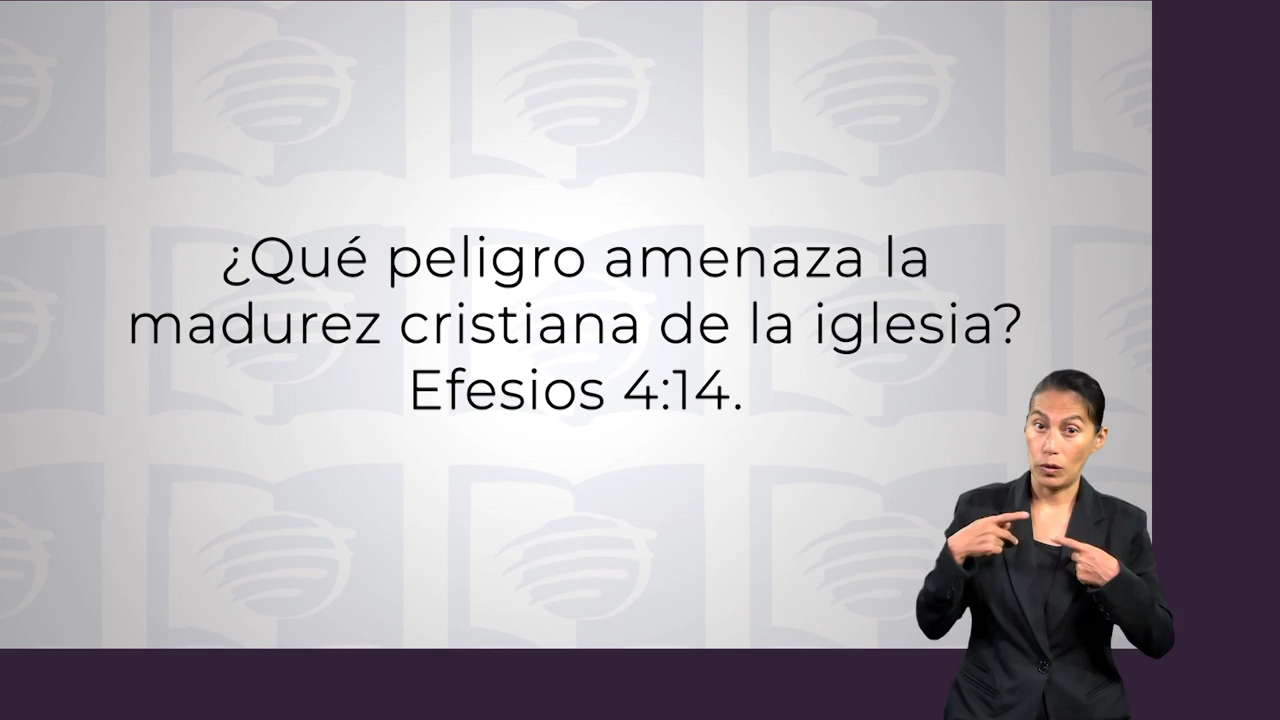 ¿Qué peligro amenaza la
madurez cristiana de la iglesia?
Efesios 4:14.